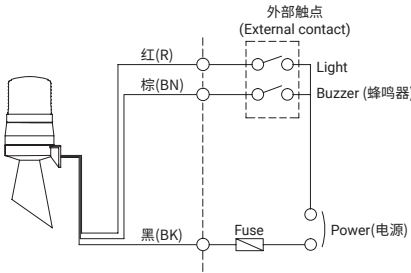 外部触点
(External contact)
红(R)
Light
棕(BN)
Buzzer (蜂鸣器)
黑(BK)
Fuse
Power(电源)